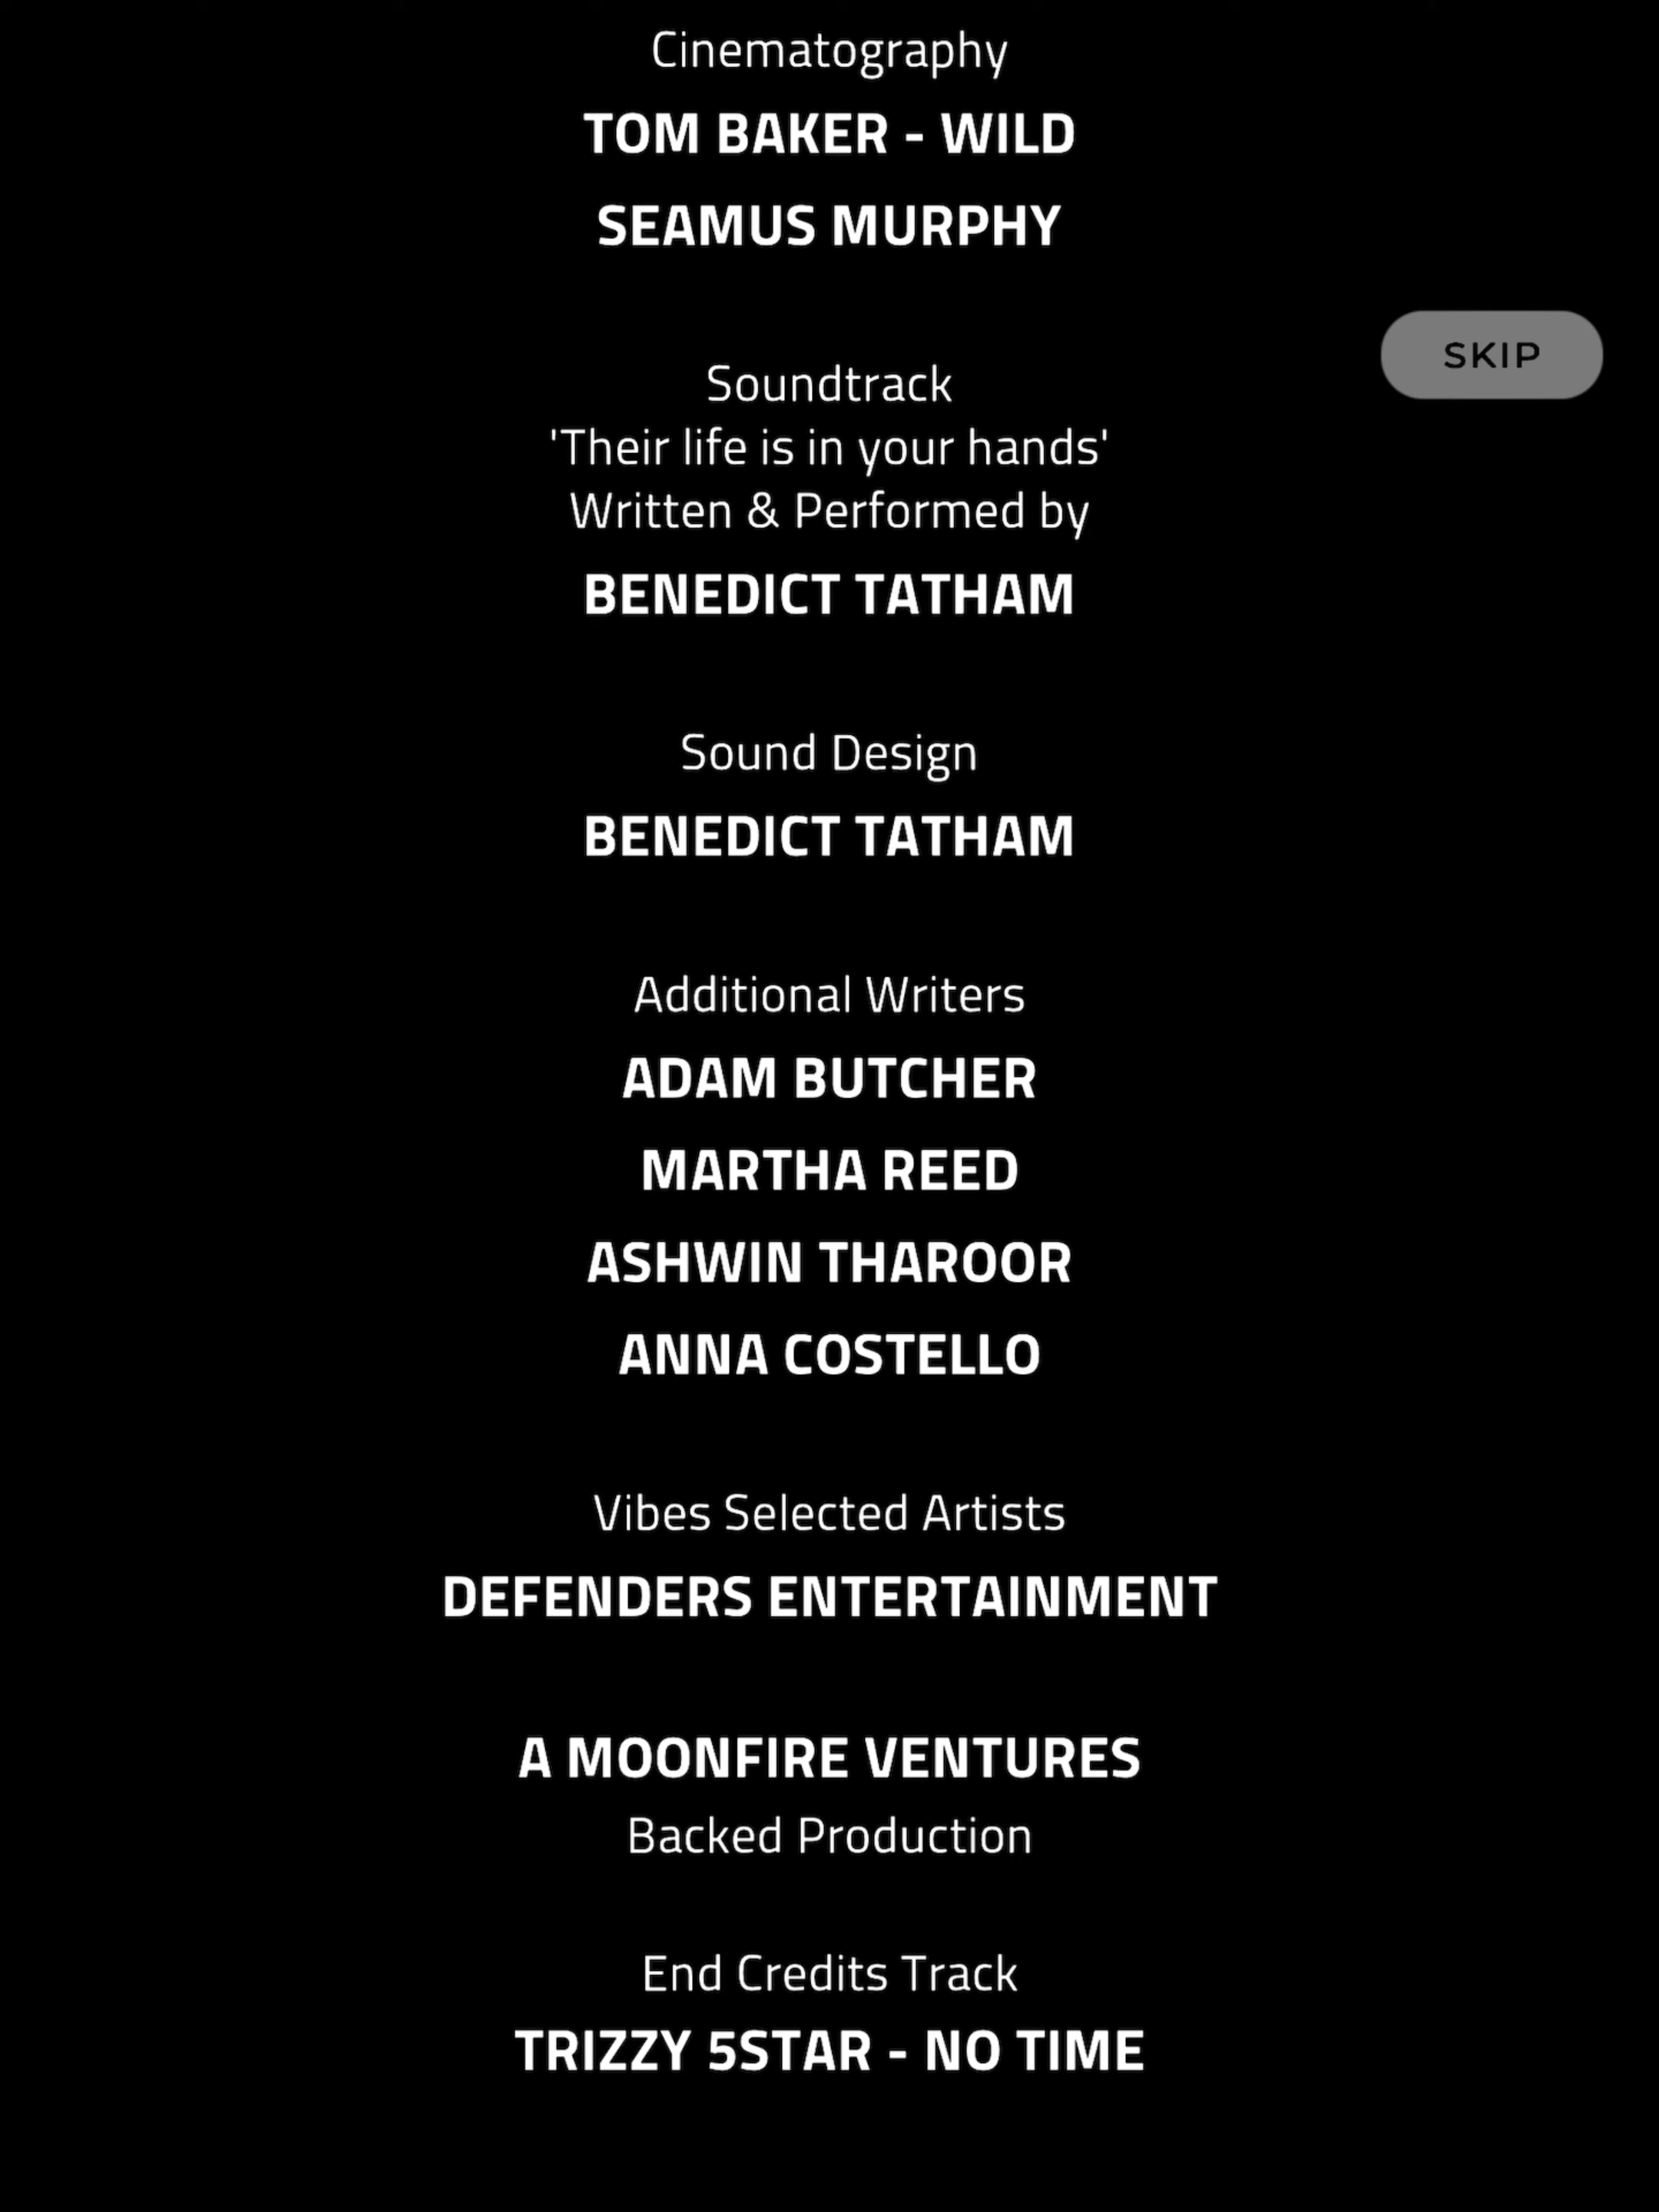 Cinematography
TOM BAKER - WILD
SEAMUS MURPHY
SKIP
Soundtrack
'Their life is in your hands'
Written & Performed by
BENEDICT TATHAM
Sound Design
BENEDICT TATHAM
Additional Writers
ADAM BUTCHER
MARTHA REED
ASHWIN THAROOR
ANNA COSTELLO
Vibes Selected Artists
DEFENDERS ENTERTAINMENT
A MOONFIRE VENTURES
Backed Production
End Credits Track
TRIZZY 5STAR - NO TIME